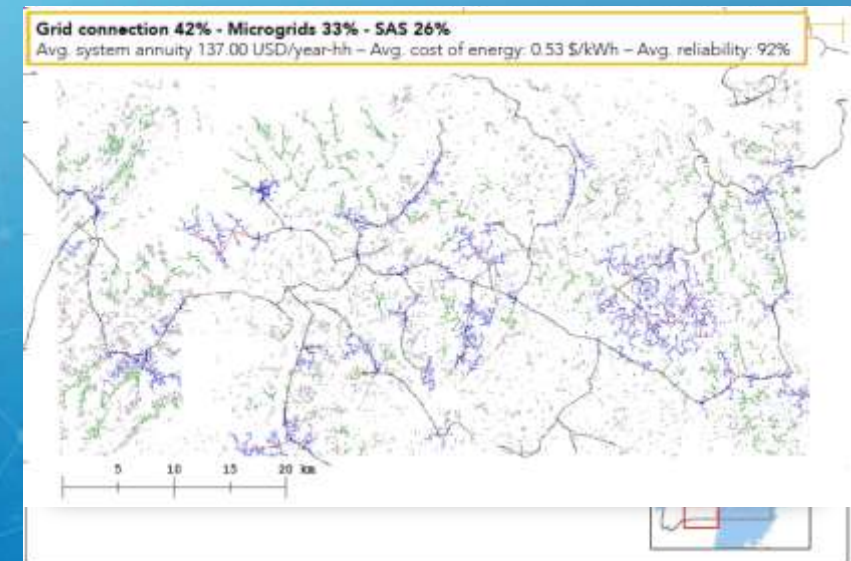 Grid connection 42% - Microgrids 33% - SAS 26%
Avg. system annuity 137.00 USD/year-hh – Avg. cost of energy: 0.53 $/kWh – Avg. reliability: 92%
5 10 15 20 km